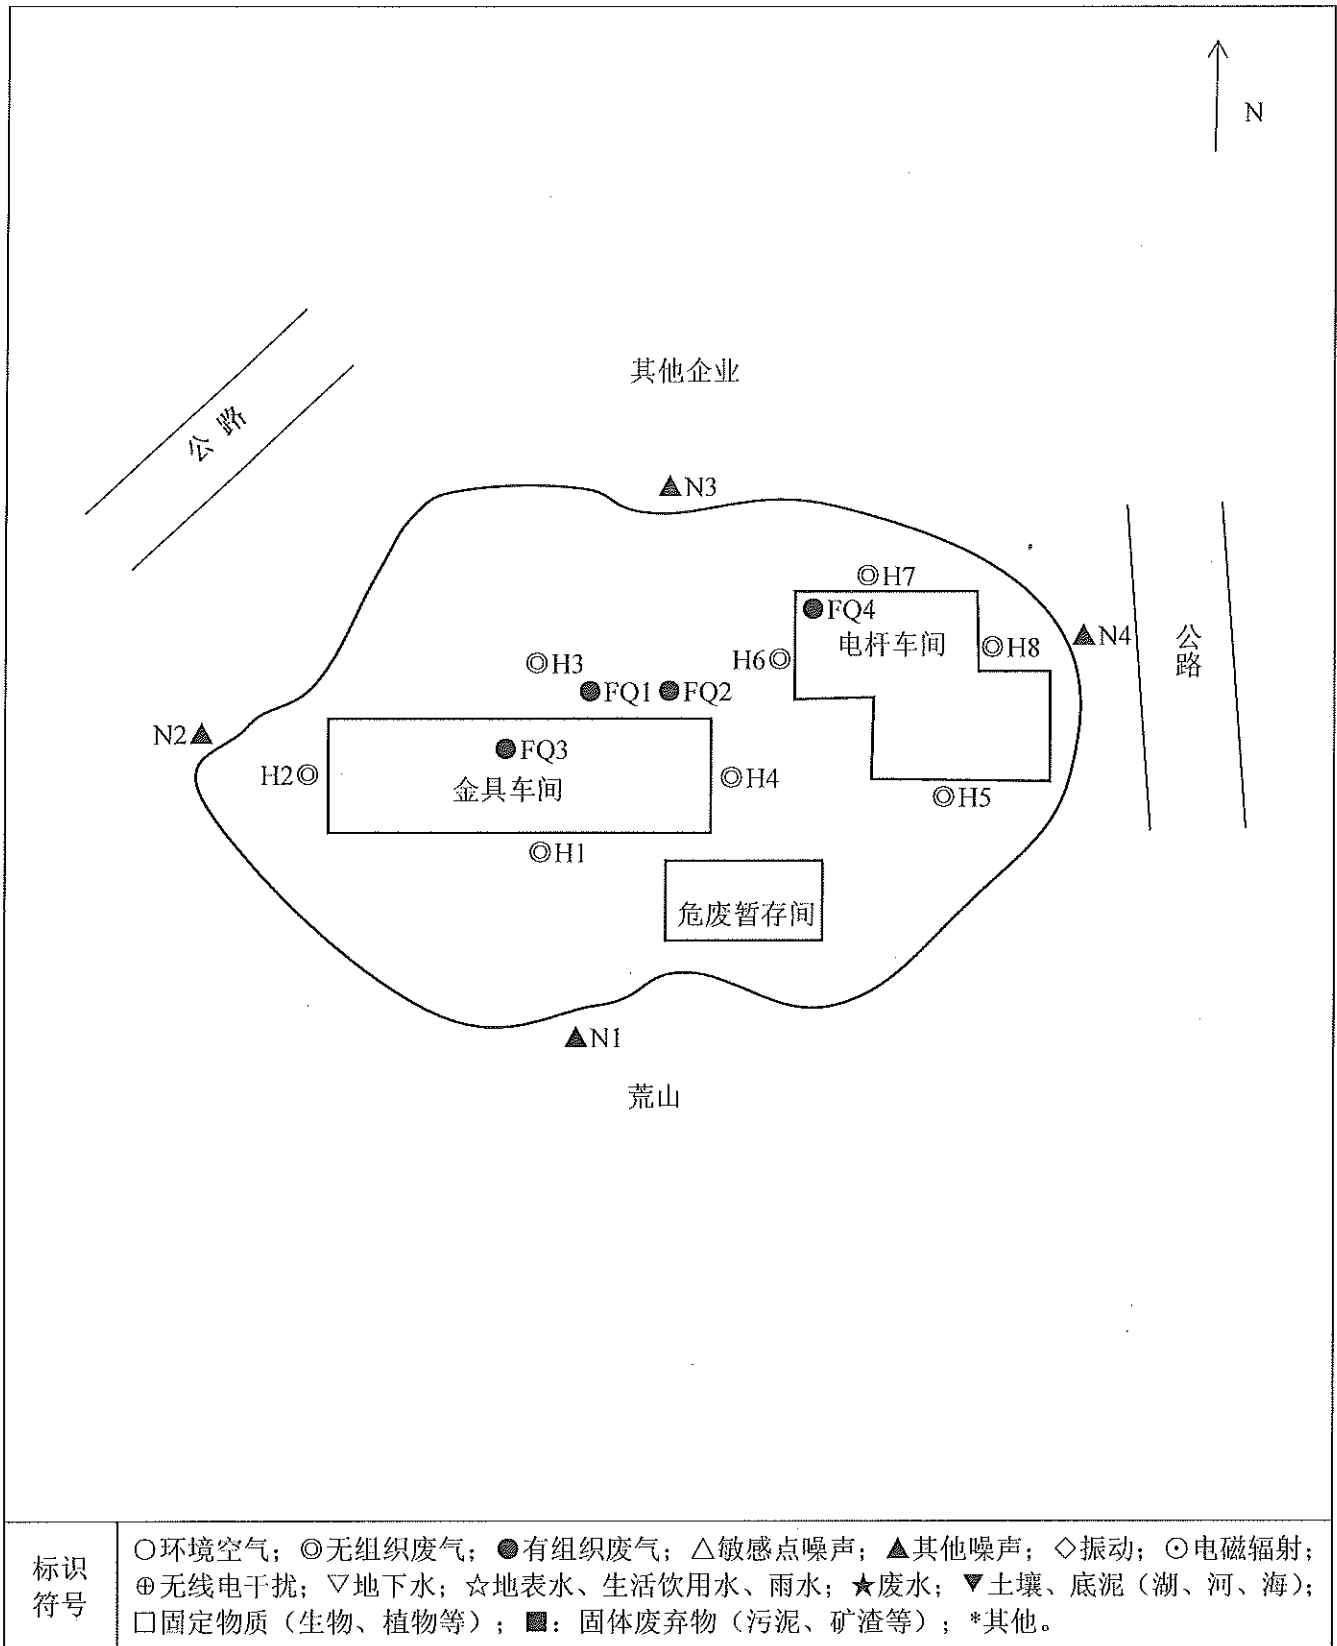 N
其他企业
公路
▲N3
◎H7
●FQ4
▲N4
公路
电杆车间
◎H8
H6◎
◎H3
●FQ1
●FQ2
N2▲
●FQ3
H2◎
◎H4
金具车间
◎H5
◎H1
危废暂存间
▲N1
荒山
标识
符号
○环境空气；◎无组织废气；●有组织废气；△敏感点噪声；▲其他噪声；◇振动；⊙电磁辐射；
⊕无线电干扰；▽地下水；☆地表水、生活饮用水、雨水；★废水；▼土壤、底泥（湖、河、海）；
□固定物质（生物、植物等）；■：固体废弃物（污泥、矿渣等）；*其他。